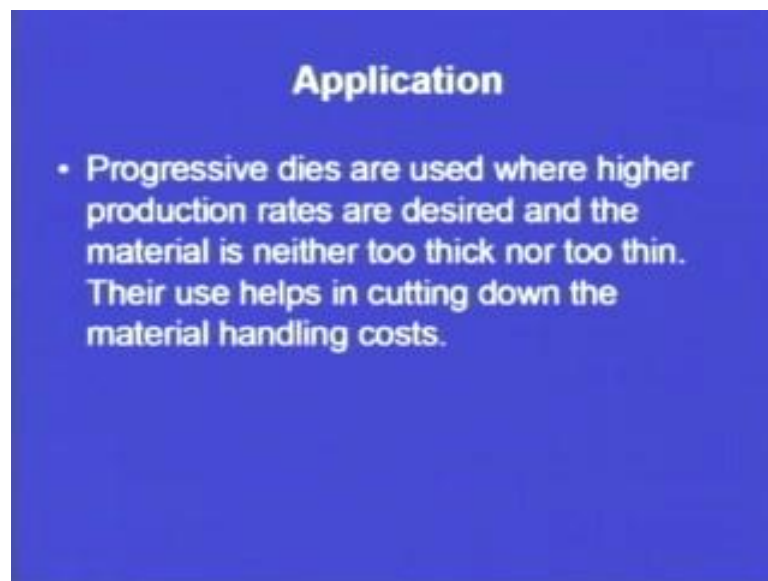 Application
• Progressive dies are used where higher
production rates are desired and the
material is neither too thick nor too thin.
Their use helps in cutting down the
material handling costs.